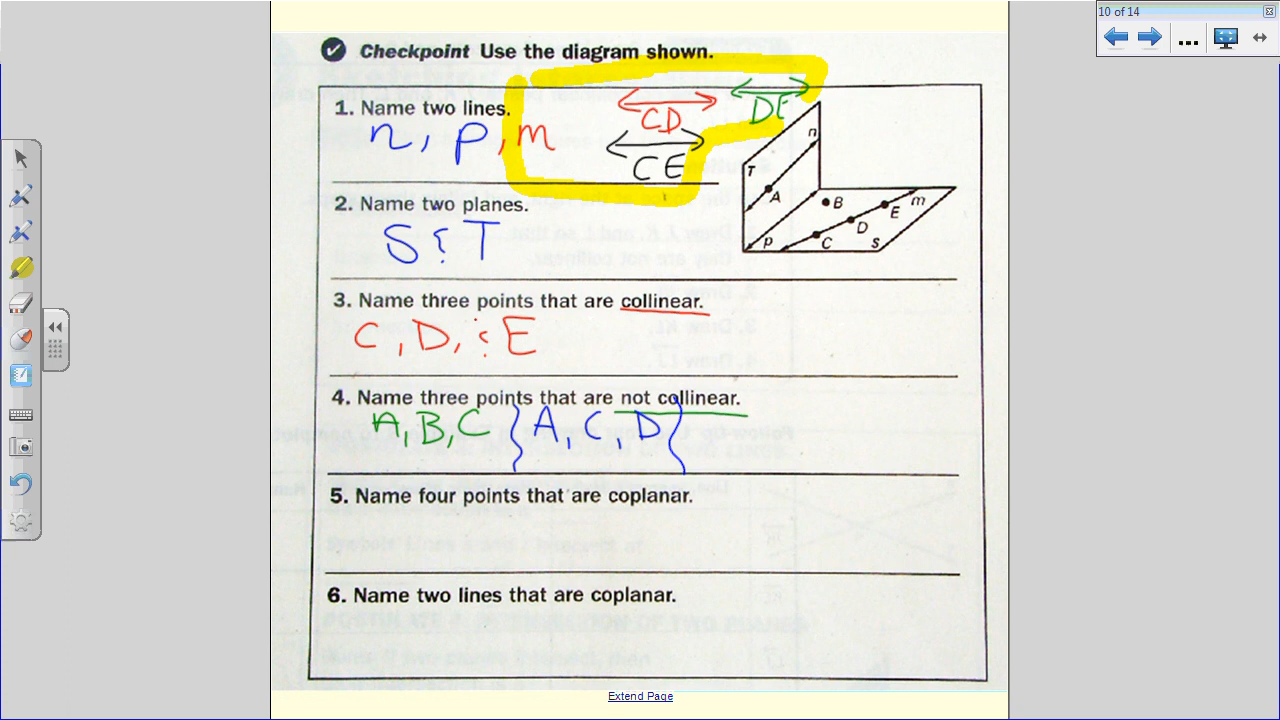 10 of 14
✓ Checkpoint Use the diagram shown.
1. Name two lines.
n, p, m
CD
DE
CE
n
T
A
B
E
m
D
C
p
S
2. Name two planes.
S & T
3. Name three points that are collinear.
C, D, & E
4. Name three points that are not collinear.
A, B, C
A, C, D
5. Name four points that are coplanar.
6. Name two lines that are coplanar.
Extend Page